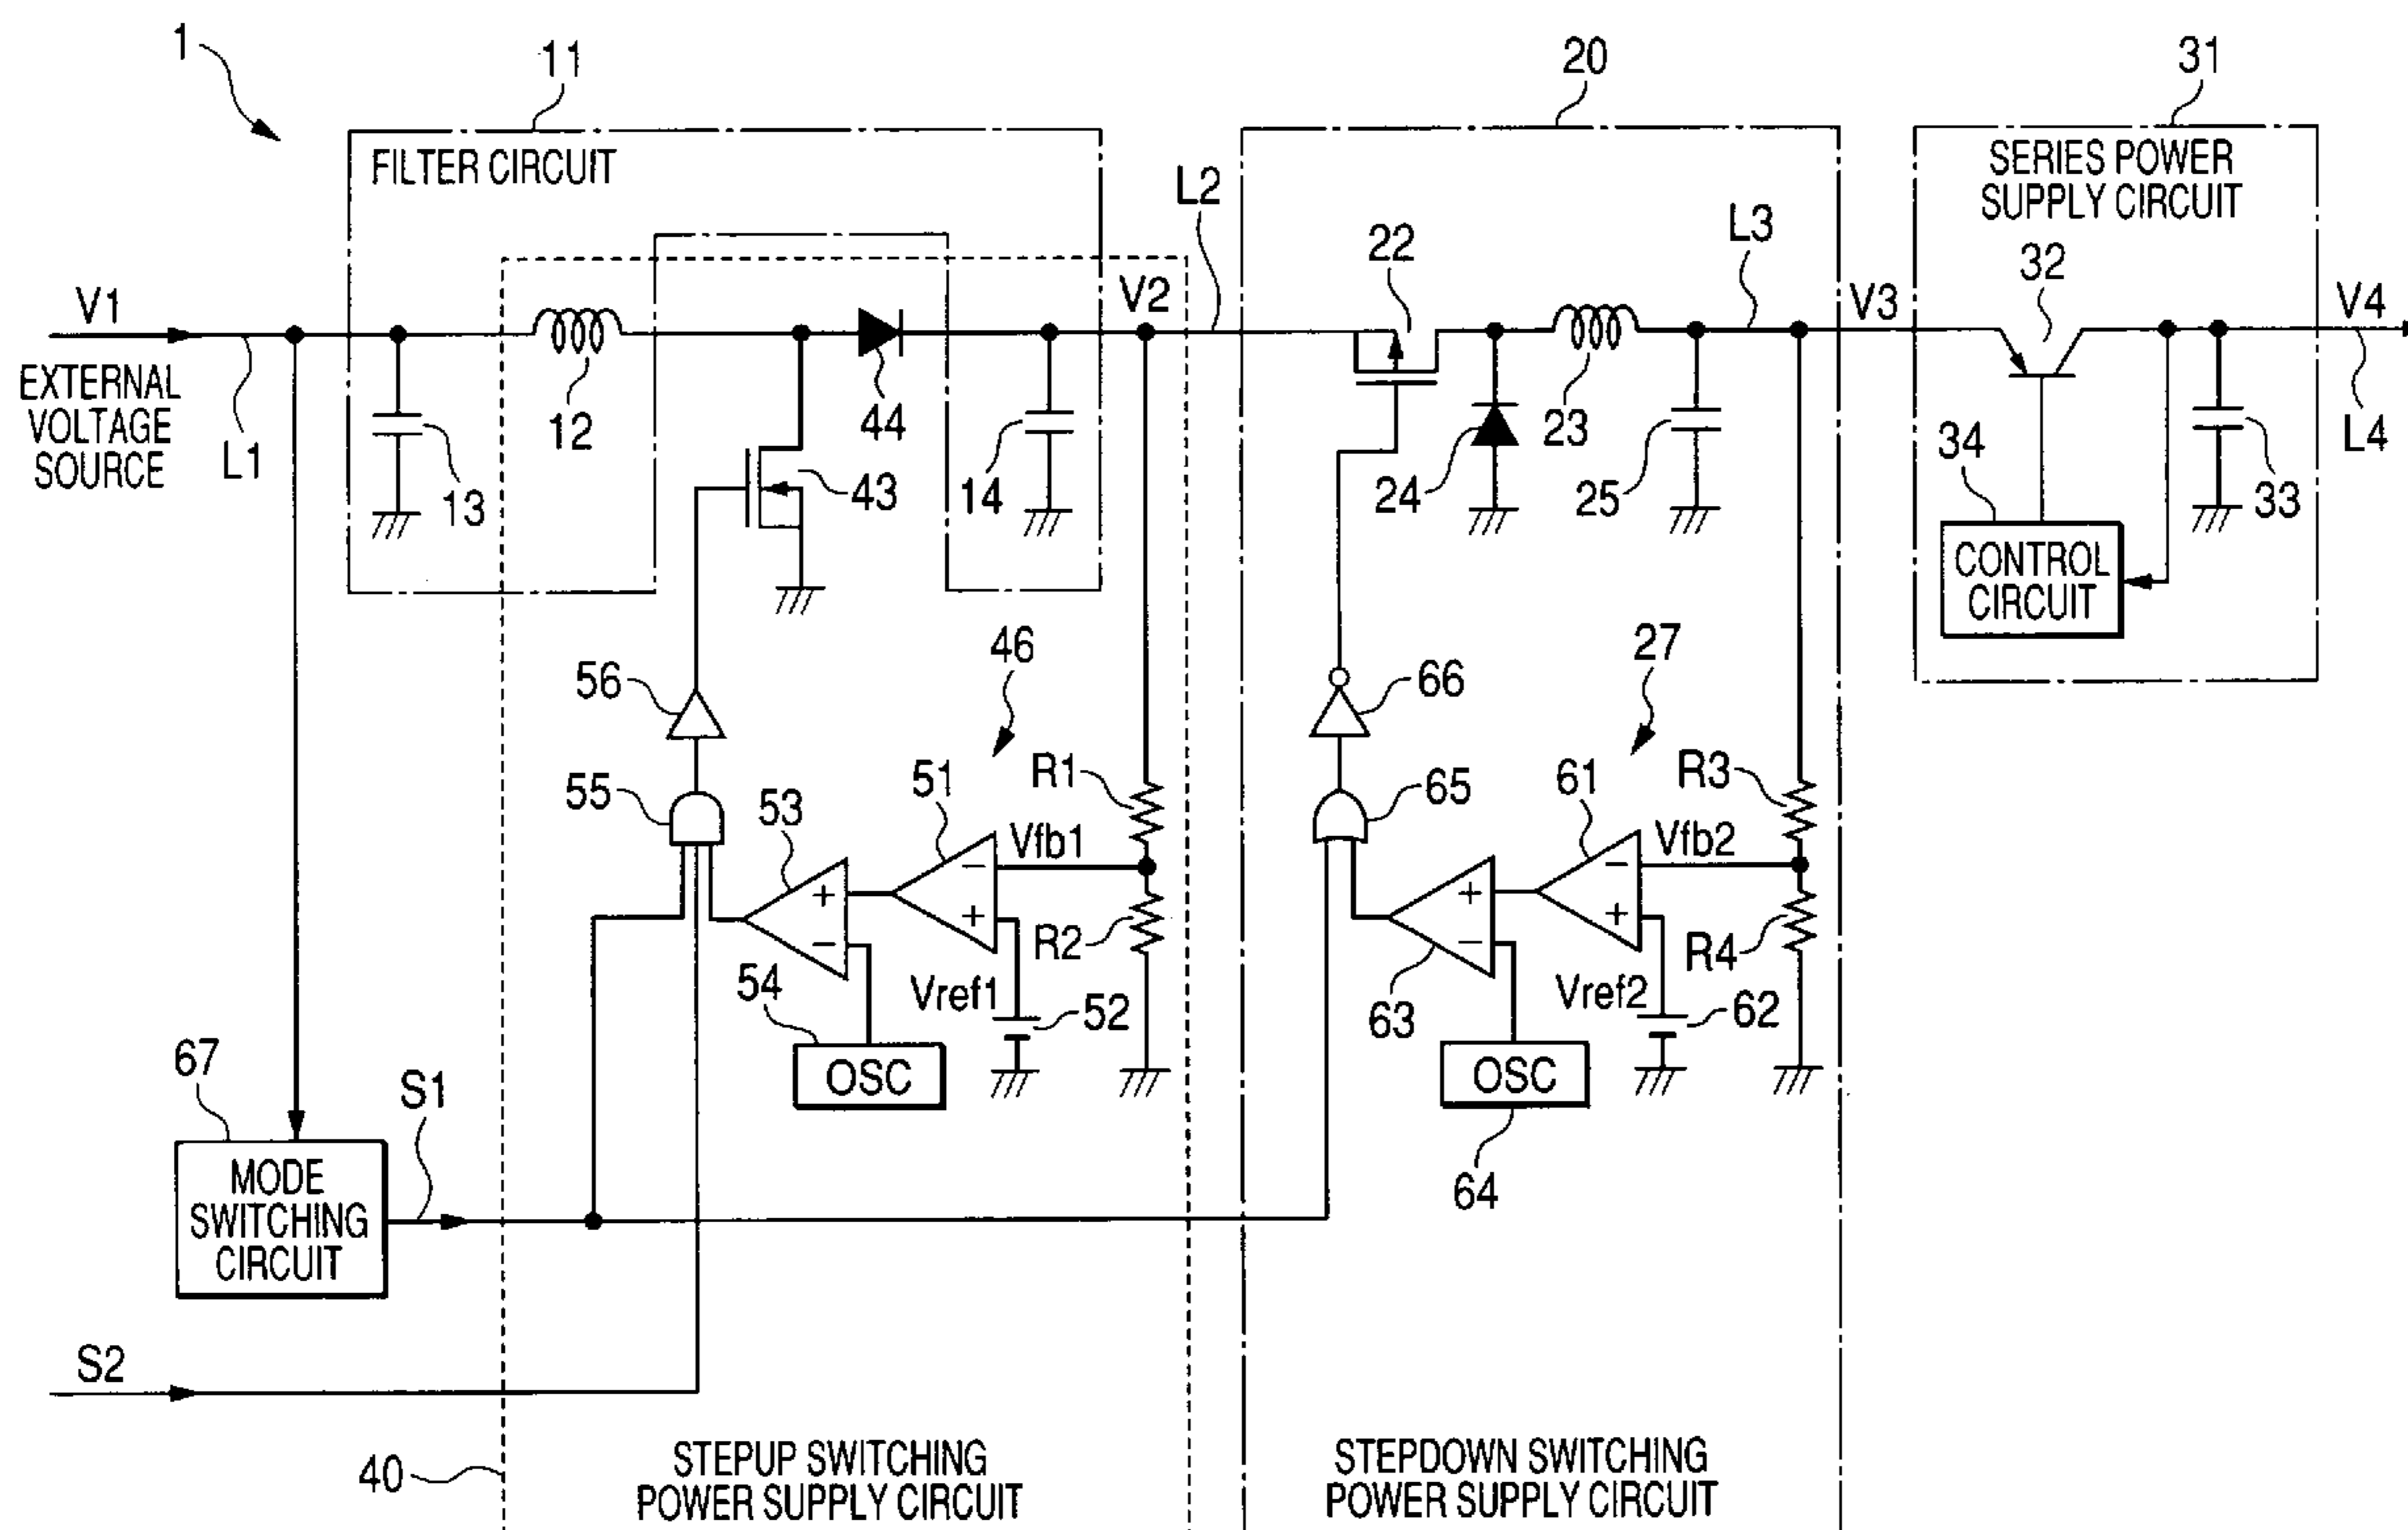 1
11
20
31
FILTER CIRCUIT
SERIES POWER
SUPPLY CIRCUIT
L2
22
L3
32
V1
V2
V3
V4
EXTERNAL
VOLTAGE
SOURCE
L1
13
12
44
43
14
24
23
25
34
33
L4
CONTROL
CIRCUIT
56
46
66
27
55
53
51
R1
65
61
R3
Vfb1
Vfb2
+
−
−
+
R2
+
−
−
+
R4
54
Vref1
52
63
Vref2
62
OSC
OSC
64
67
S1
MODE
SWITCHING
CIRCUIT
S2
40
STEPUP SWITCHING
POWER SUPPLY CIRCUIT
STEPDOWN SWITCHING
POWER SUPPLY CIRCUIT